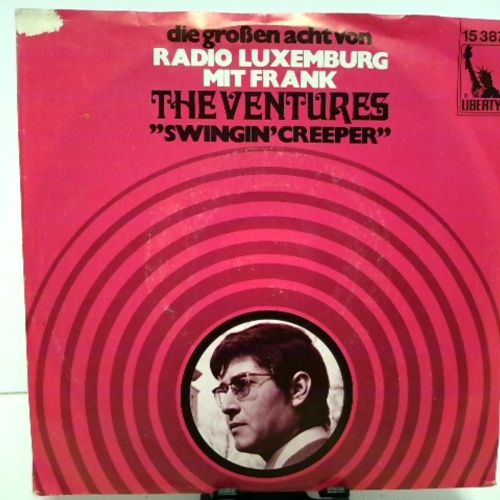 die großen acht von
RADIO LUXEMBURG
MIT FRANK
THE VENTURES
"SWINGIN' CREEPER"
15 387
LIBERTY